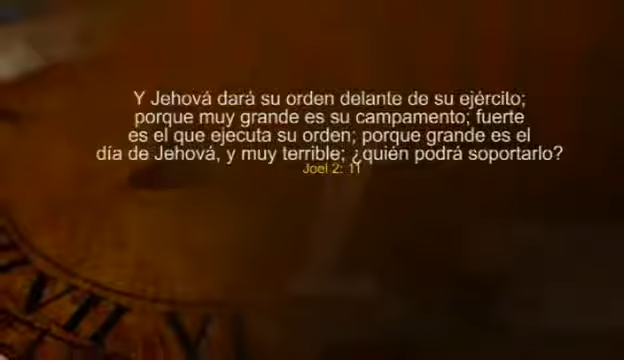 Y Jehová dará su orden delante de su ejército;
porque muy grande es su campamento; fuerte
es el que ejecuta su orden; porque grande es el
día de Jehová, y muy terrible; ¿quién podrá soportarlo?
Joel 2: 11
VII